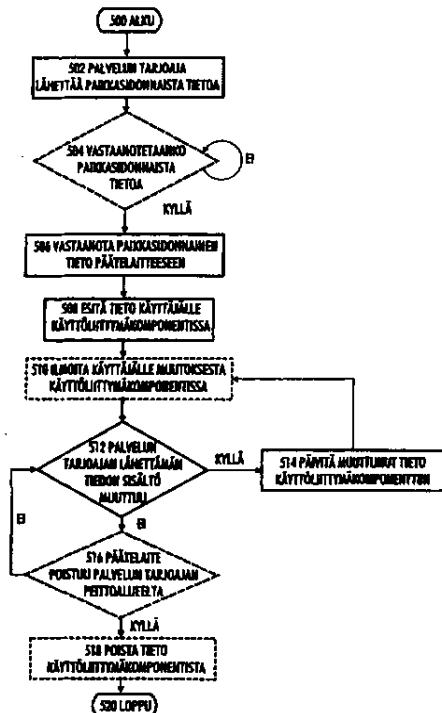 500 ALKU
502 PALVELUN TARJOAJA
LÄHETTÄÄ PAIKKASIDONNAISTA TIETOA
504 VASTAANOTETAANKO
PAIKKASIDONNAISTA
TIETOA
EI
KYLLÄ
506 VASTAANOTA PAIKKASIDONNAINEN
TIETO PÄÄTELAITTEESEEN
508 ESITÄ TIETO KÄYTTÄJÄLLE
KÄYTTÖLIITTYMÄKOMPONENTISSA
510 ILMOITA KÄYTTÄJÄLLE MUUTOKSESTA
KÄYTTÖLIITTYMÄKOMPONENTISSA
512 PALVELUN
TARJOAJAN LÄHETTÄMÄN
TIEDON SISÄLTÖ
MUUTTUU
KYLLÄ
514 PÄIVITÄ MUUTTUNUT TIETO
KÄYTTÖLIITTYMÄKOMPONENTTIIN
EI
EI
516 PÄÄTELAITE
POISTUU PALVELUN TARJOAJAN
PEITTOALUEELTA
KYLLÄ
518 POISTA TIETO
KÄYTTÖLIITTYMÄKOMPONENTISTA
520 LOPPU